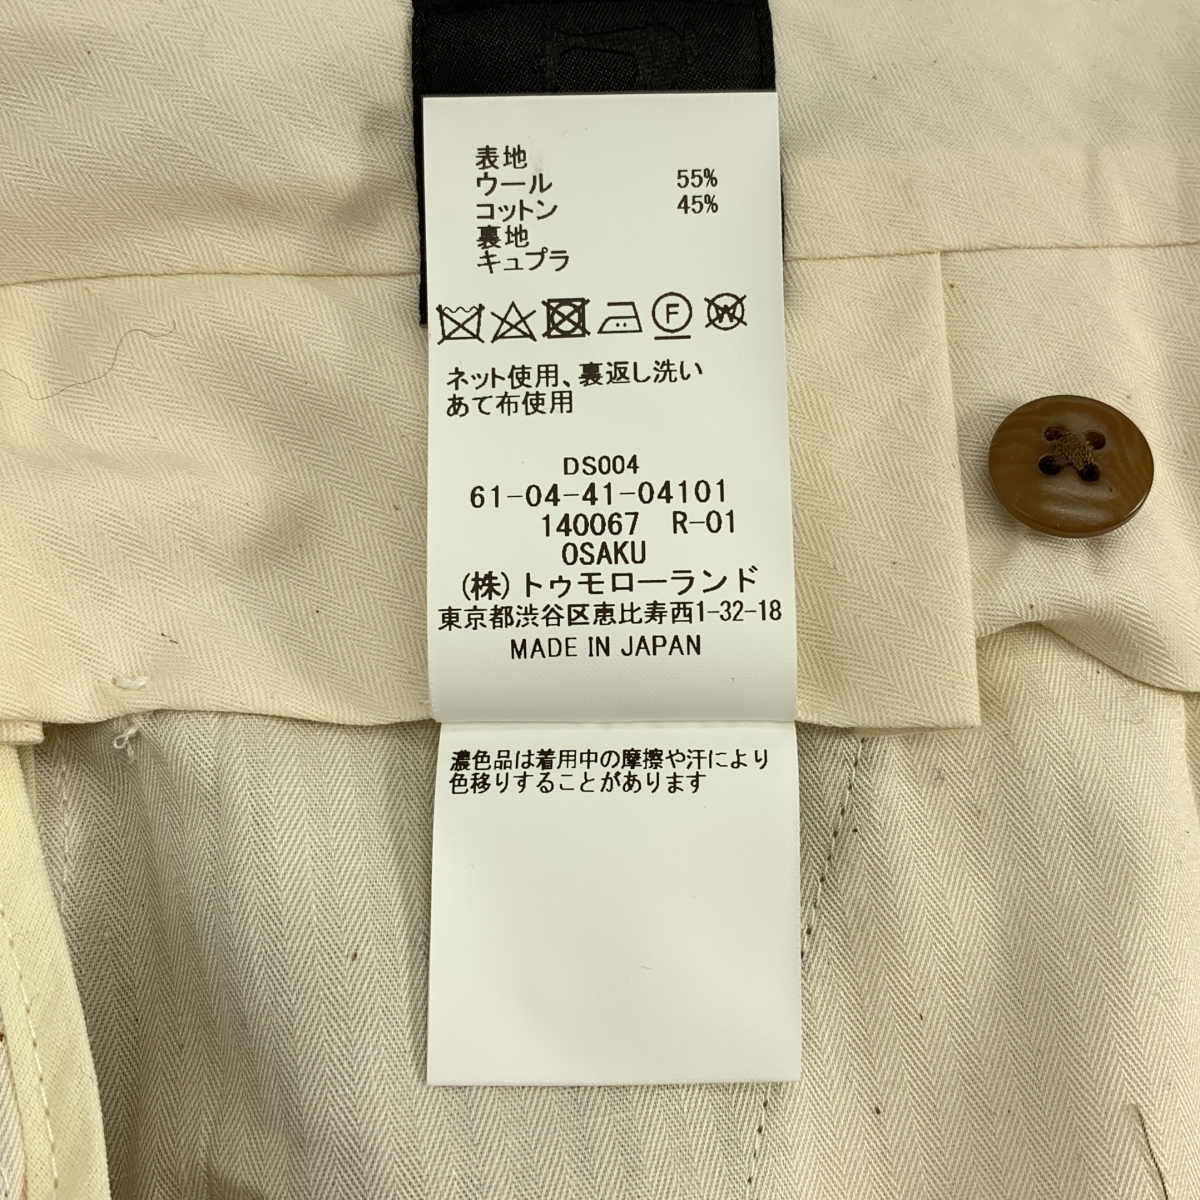 表地
ウール 55%
コットン 45%
裏地
キュプラ
F W
ネット使用、裏返し洗い
あて布使用
DS004
61-04-41-04101
140067 R-01
OSAKU
(株)トゥモローランド
東京都渋谷区恵比寿西1-32-18
MADE IN JAPAN
濃色品は着用中の摩擦や汗により
色移りすることがあります